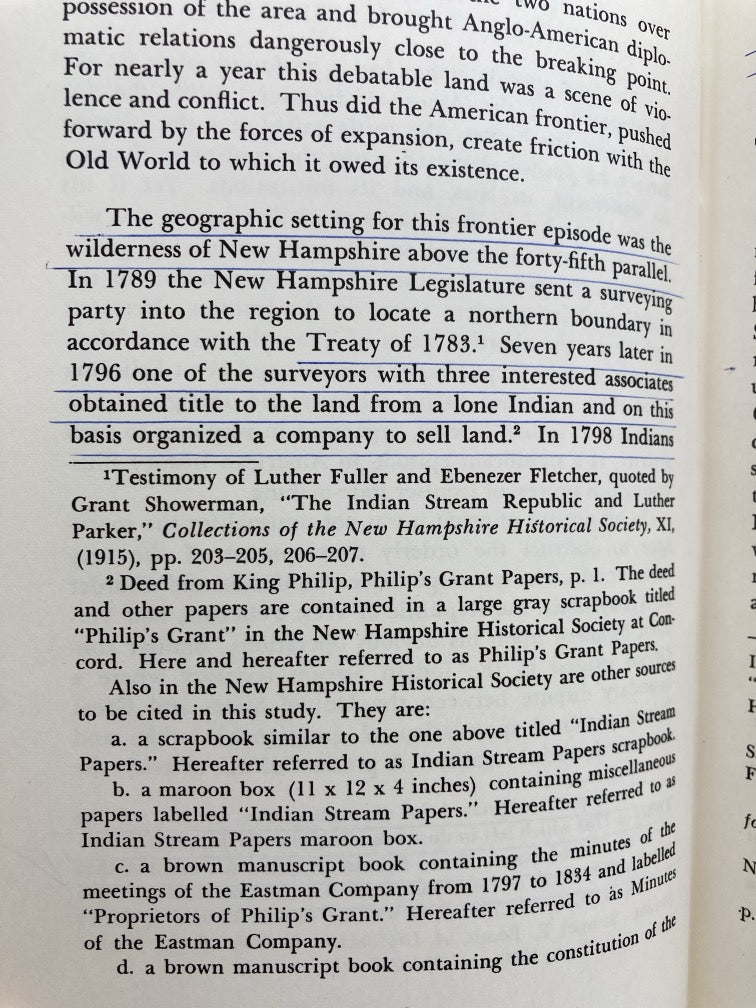 two nations over
possession of the area and brought Anglo-American diplo-
matic relations dangerously close to the breaking point.
For nearly a year this debatable land was a scene of vio-
lence and conflict. Thus did the American frontier, pushed
forward by the forces of expansion, create friction with the
Old World to which it owed its existence.
The geographic setting for this frontier episode was the
wilderness of New Hampshire above the forty-fifth parallel.
In 1789 the New Hampshire Legislature sent a surveying
party into the region to locate a northern boundary in
accordance with the Treaty of 1783.¹ Seven years later in
1796 one of the surveyors with three interested associates
obtained title to the land from a lone Indian and on this
basis organized a company to sell land.² In 1798 Indians
¹Testimony of Luther Fuller and Ebenezer Fletcher, quoted by
Grant Showerman, “The Indian Stream Republic and Luther
Parker,” Collections of the New Hampshire Historical Society, XI,
(1915), pp. 203–205, 206–207.
² Deed from King Philip, Philip’s Grant Papers, p. 1. The deed
and other papers are contained in a large gray scrapbook titled
“Philip’s Grant” in the New Hampshire Historical Society at Con-
cord. Here and hereafter referred to as Philip’s Grant Papers.
Also in the New Hampshire Historical Society are other sources
to be cited in this study. They are:
a. a scrapbook similar to the one above titled “Indian Stream
Papers.” Hereafter referred to as Indian Stream Papers scrapbook.
b. a maroon box (11 x 12 x 4 inches) containing miscellaneous
papers labelled “Indian Stream Papers.” Hereafter referred to as
Indian Stream Papers maroon box.
c. a brown manuscript book containing the minutes of the
meetings of the Eastman Company from 1797 to 1834 and labelled
“Proprietors of Philip’s Grant.” Hereafter referred to as Minutes
of the Eastman Company.
d. a brown manuscript book containing the constitution of the